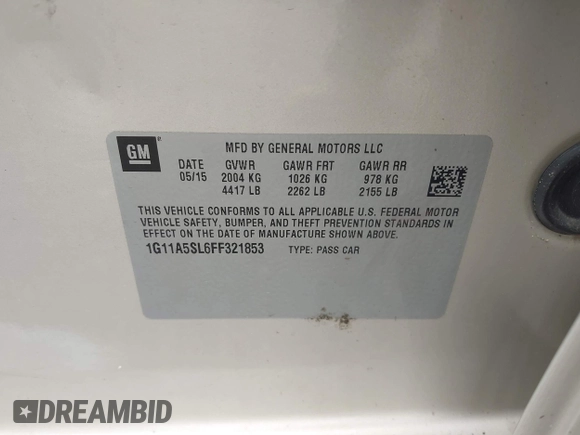 GM
MFD BY GENERAL MOTORS LLC
DATE GVWR GAWR FRT GAWR RR
05/15 2004 KG 1026 KG 978 KG
4417 LB 2262 LB 2155 LB
THIS VEHICLE CONFORMS TO ALL APPLICABLE U.S. FEDERAL MOTOR
VEHICLE SAFETY, BUMPER, AND THEFT PREVENTION STANDARDS IN
EFFECT ON THE DATE OF MANUFACTURE SHOWN ABOVE.
1G11A5SL6FF321853 TYPE: PASS CAR
DREAMBID